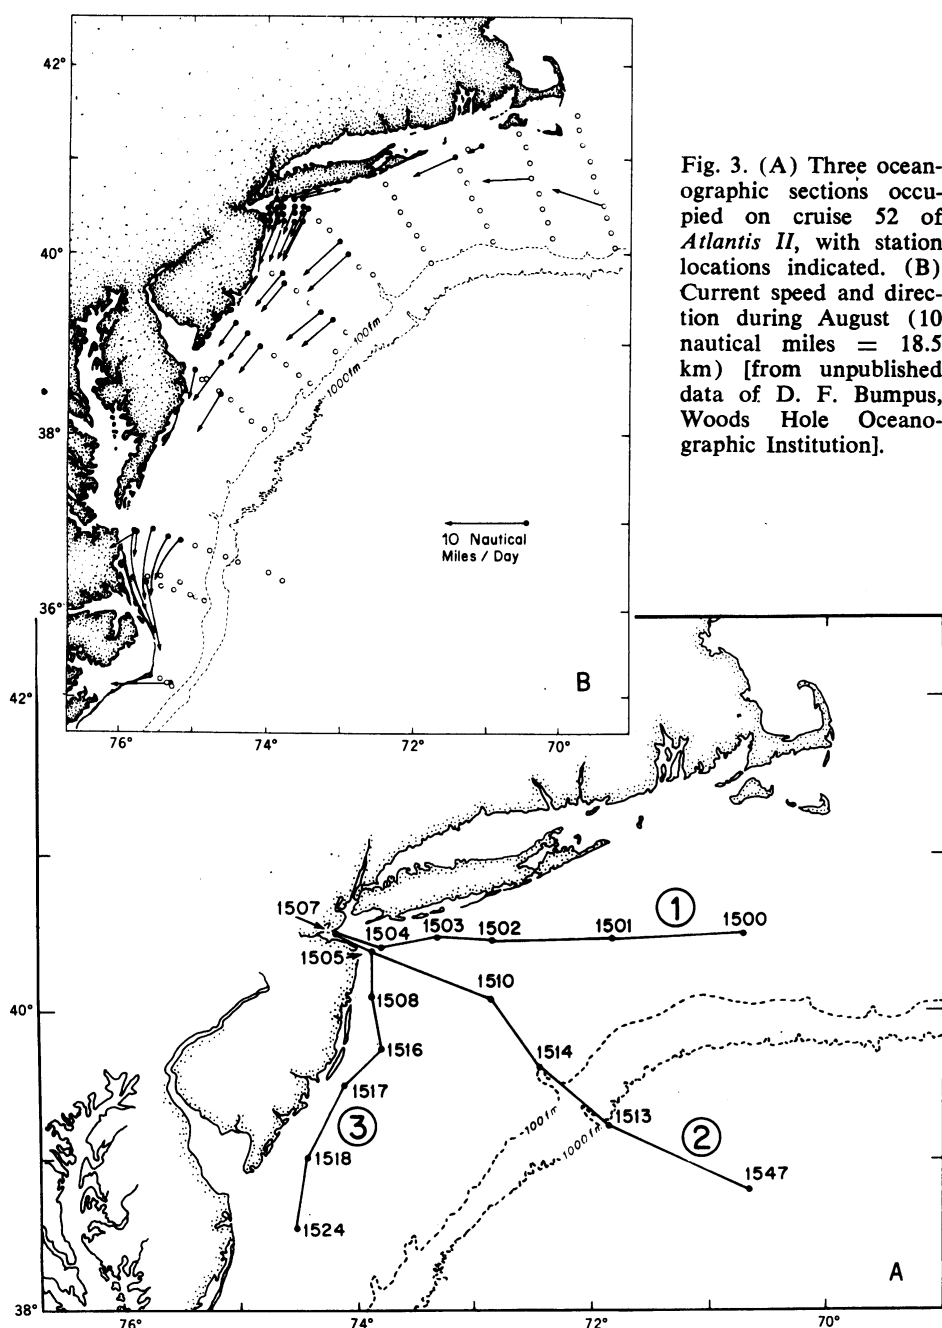 42°
40°
38°
36°
76°
74°
72°
70°
100fm
1000fm
10 Nautical
Miles / Day
B
Fig. 3. (A) Three ocean-
ographic sections occu-
pied on cruise 52 of
Atlantis II, with station
locations indicated. (B)
Current speed and direc-
tion during August (10
nautical miles = 18.5
km) [from unpublished
data of D. F. Bumpus,
Woods Hole Oceano-
graphic Institution].
42°
40°
38°
76°
74°
72°
70°
1507
1505
1504
1503
1502
1501
1500
1
1508
1516
1517
1518
1524
3
1510
1514
1513
1547
2
100fm
1000fm
A